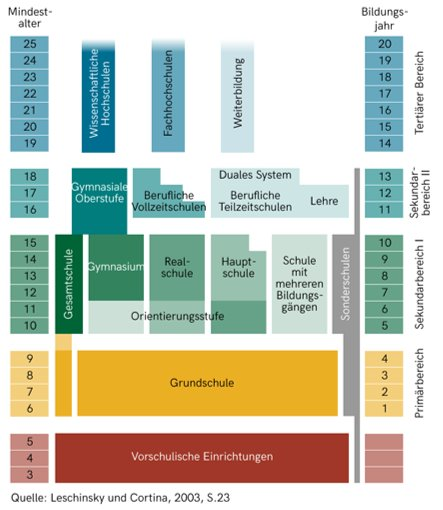 Mindest-
alter
Bildungs-
jahr
25
24
23
22
21
20
19
Wissenschaftliche
Hochschulen
Fachhochschulen
Weiterbildung
20
19
18
17
16
15
14
Tertiärer Bereich
18
17
16
Gymnasiale
Oberstufe
Berufliche
Vollzeitschulen
Duales System
Berufliche
Teilzeitschulen
Lehre
13
12
11
Sekundar-
bereich II
15
14
13
12
11
10
Gesamtschule
Gymnasium
Real-
schule
Haupt-
schule
Schule
mit
mehreren
Bildungs-
gängen
Orientierungsstufe
Sonderschulen
10
9
8
7
6
5
Sekundarbereich I
9
8
7
6
Grundschule
4
3
2
1
Primärbereich
5
4
3
Vorschulische Einrichtungen
Quelle: Leschinsky und Cortina, 2003, S.23